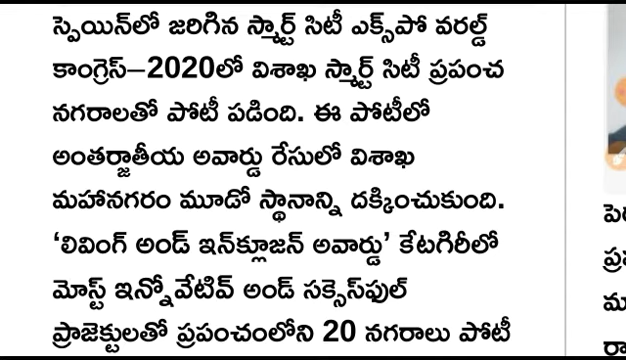 స్పెయిన్‌లో జరిగిన స్మార్ట్ సిటీ ఎక్స్‌పో వరల్డ్
కాంగ్రెస్–2020లో విశాఖ స్మార్ట్ సిటీ ప్రపంచ
నగరాలతో పోటీ పడింది. ఈ పోటీలో
అంతర్జాతీయ అవార్డు రేసులో విశాఖ
మహానగరం మూడో స్థానాన్ని దక్కించుకుంది.
‘లివింగ్ అండ్ ఇన్‌క్లూజన్ అవార్డు’ కేటగిరీలో
మోస్ట్ ఇన్నోవేటివ్ అండ్ సక్సెస్‌ఫుల్
ప్రాజెక్టులతో ప్రపంచంలోని 20 నగరాలు పోటీ